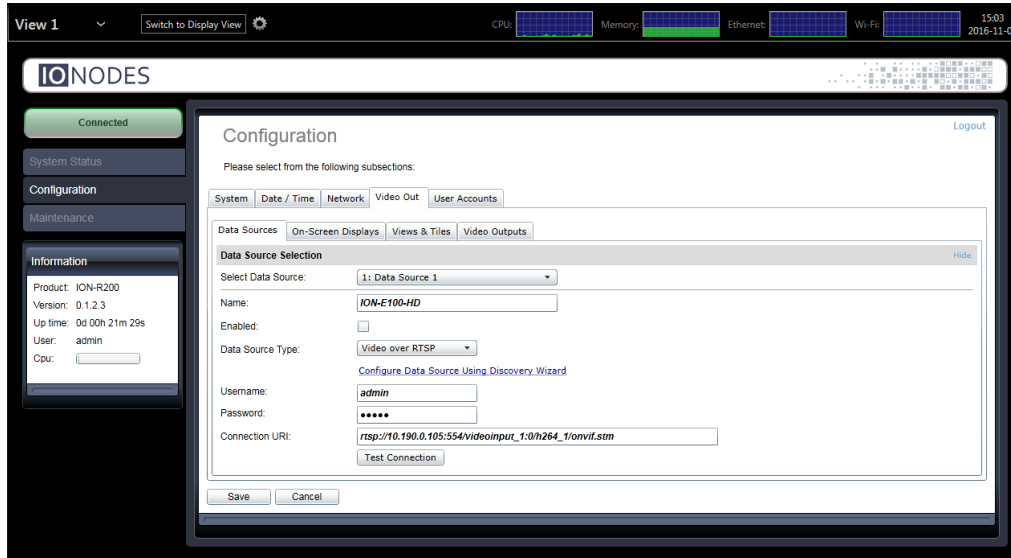 View 1 Switch to Display View CPU: Memory: Ethernet: Wi-Fi: 15:03
2016-11-0
IONODES
Connected
System Status
Configuration
Maintenance
Information
Product: ION-R200
Version: 0.1.2.3
Up time: 0d 00h 21m 29s
User: admin
Cpu:
Logout
Configuration
Please select from the following subsections:
System Date / Time Network Video Out User Accounts
Data Sources On-Screen Displays Views & Tiles Video Outputs
Data Source Selection Hide
Select Data Source: 1: Data Source 1
Name: ION-E100-HD
Enabled:
Data Source Type: Video over RTSP
Configure Data Source Using Discovery Wizard
Username: admin
Password: •••••
Connection URI: rtsp://10.190.0.105:554/videoinput_1:0/h264_1/onvif.stm
Test Connection
Save Cancel